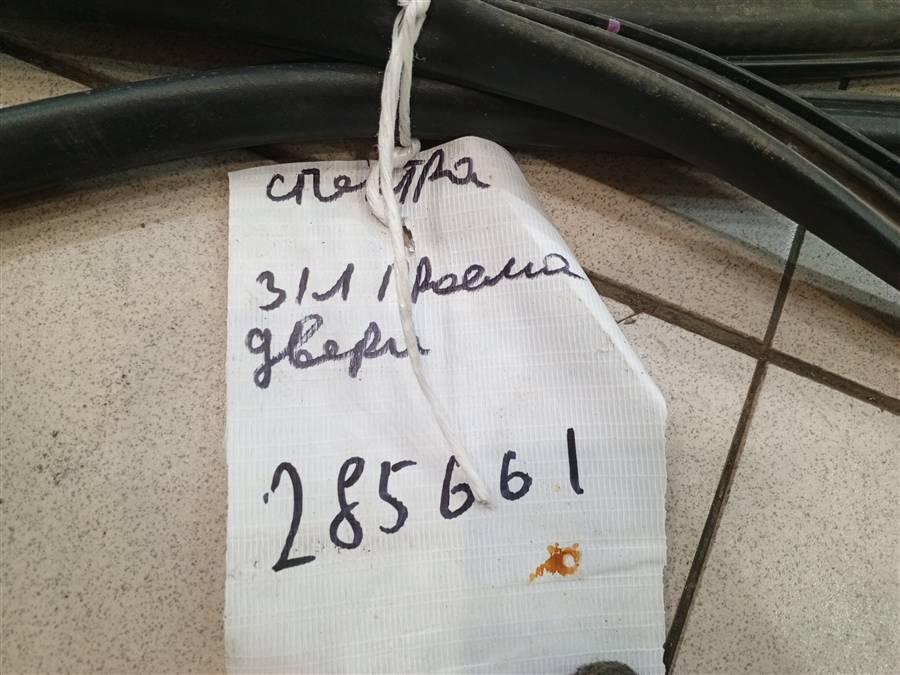 спектра
з/л проема
двери
285661